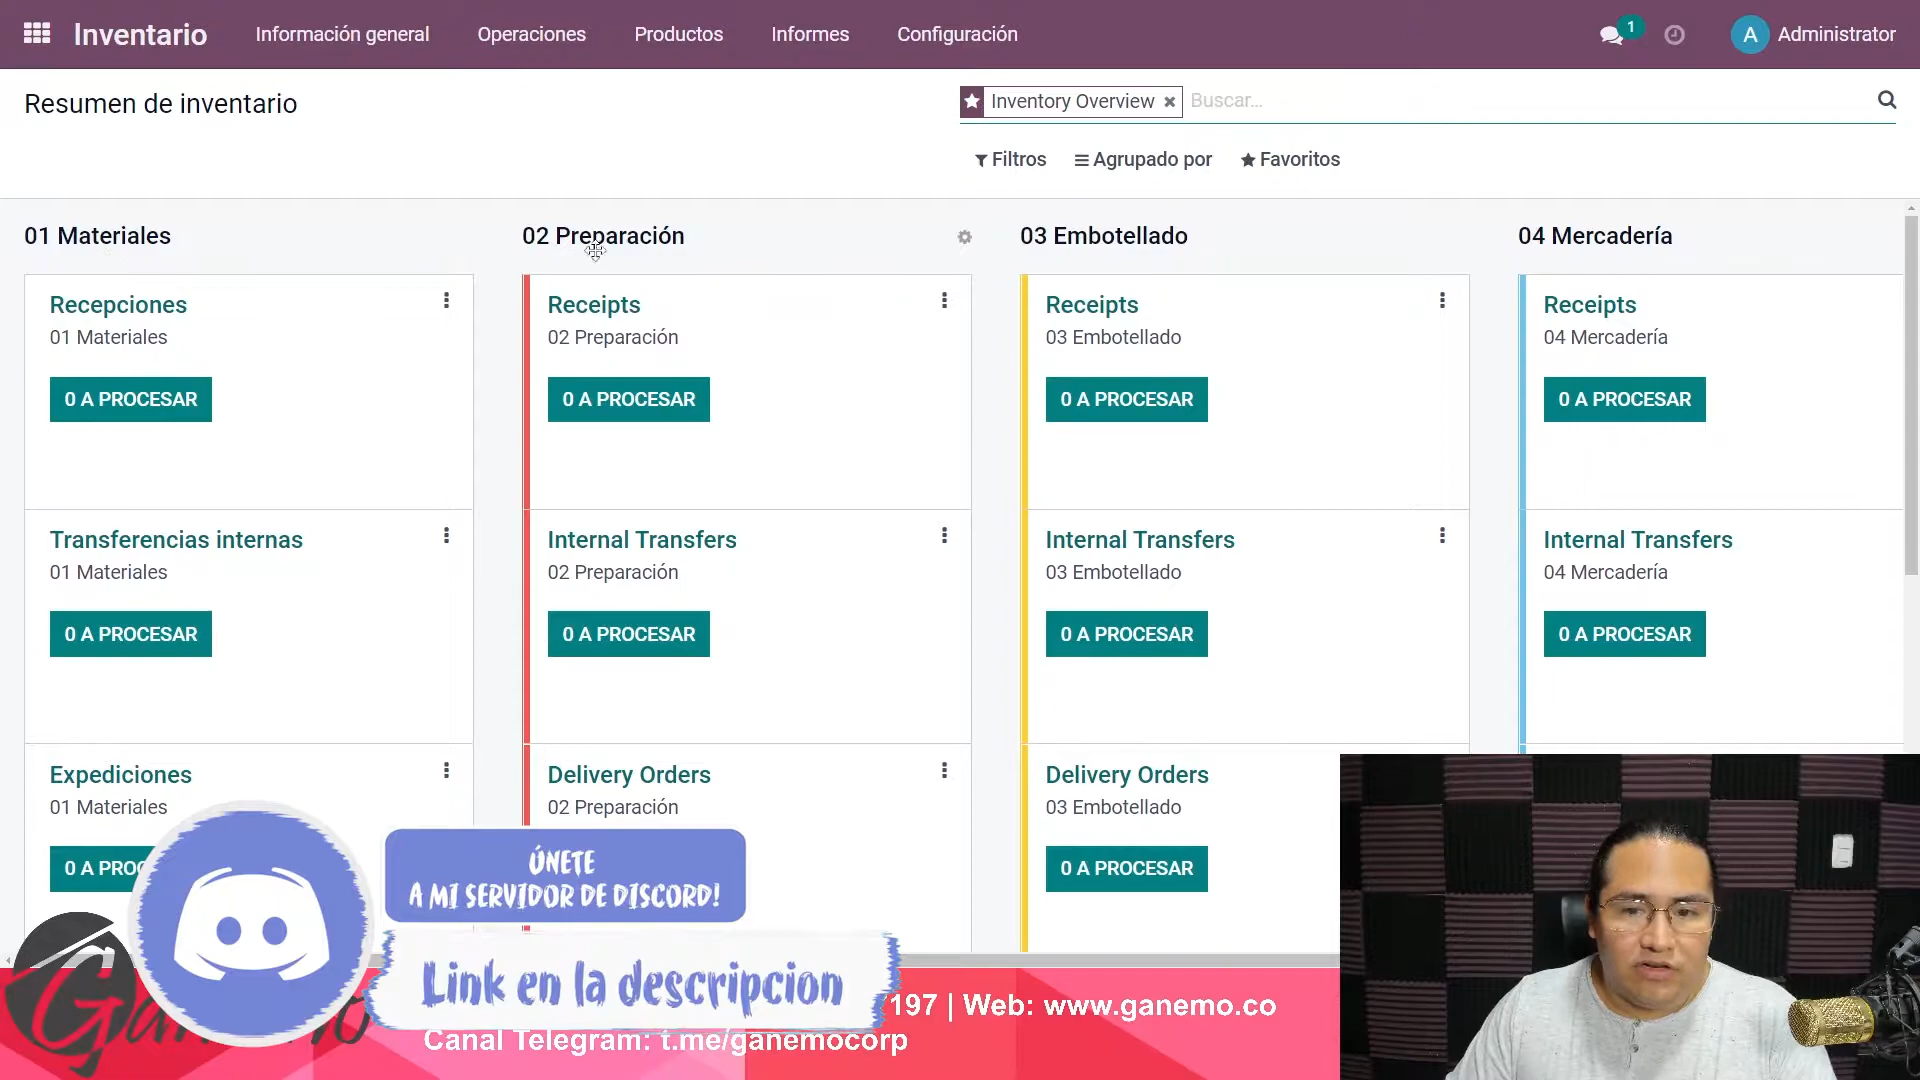 Inventario
Información general
Operaciones
Productos
Informes
Configuración
1
A
Administrator
Resumen de inventario
Inventory Overview
Buscar...
Filtros
Agrupado por
Favoritos
01 Materiales
02 Preparación
03 Embotellado
04 Mercadería
Recepciones
01 Materiales
0 A PROCESAR
Receipts
02 Preparación
0 A PROCESAR
Receipts
03 Embotellado
0 A PROCESAR
Receipts
04 Mercadería
0 A PROCESAR
Transferencias internas
01 Materiales
0 A PROCESAR
Internal Transfers
02 Preparación
0 A PROCESAR
Internal Transfers
03 Embotellado
0 A PROCESAR
Internal Transfers
04 Mercadería
0 A PROCESAR
Expediciones
01 Materiales
Delivery Orders
02 Preparación
Delivery Orders
03 Embotellado
0 A PROCESAR
ÚNETE
A MI SERVIDOR DE DISCORD!
Link en la descripcion
197 | Web: www.ganemo.co
Canal Telegram: t.me/ganemocorp